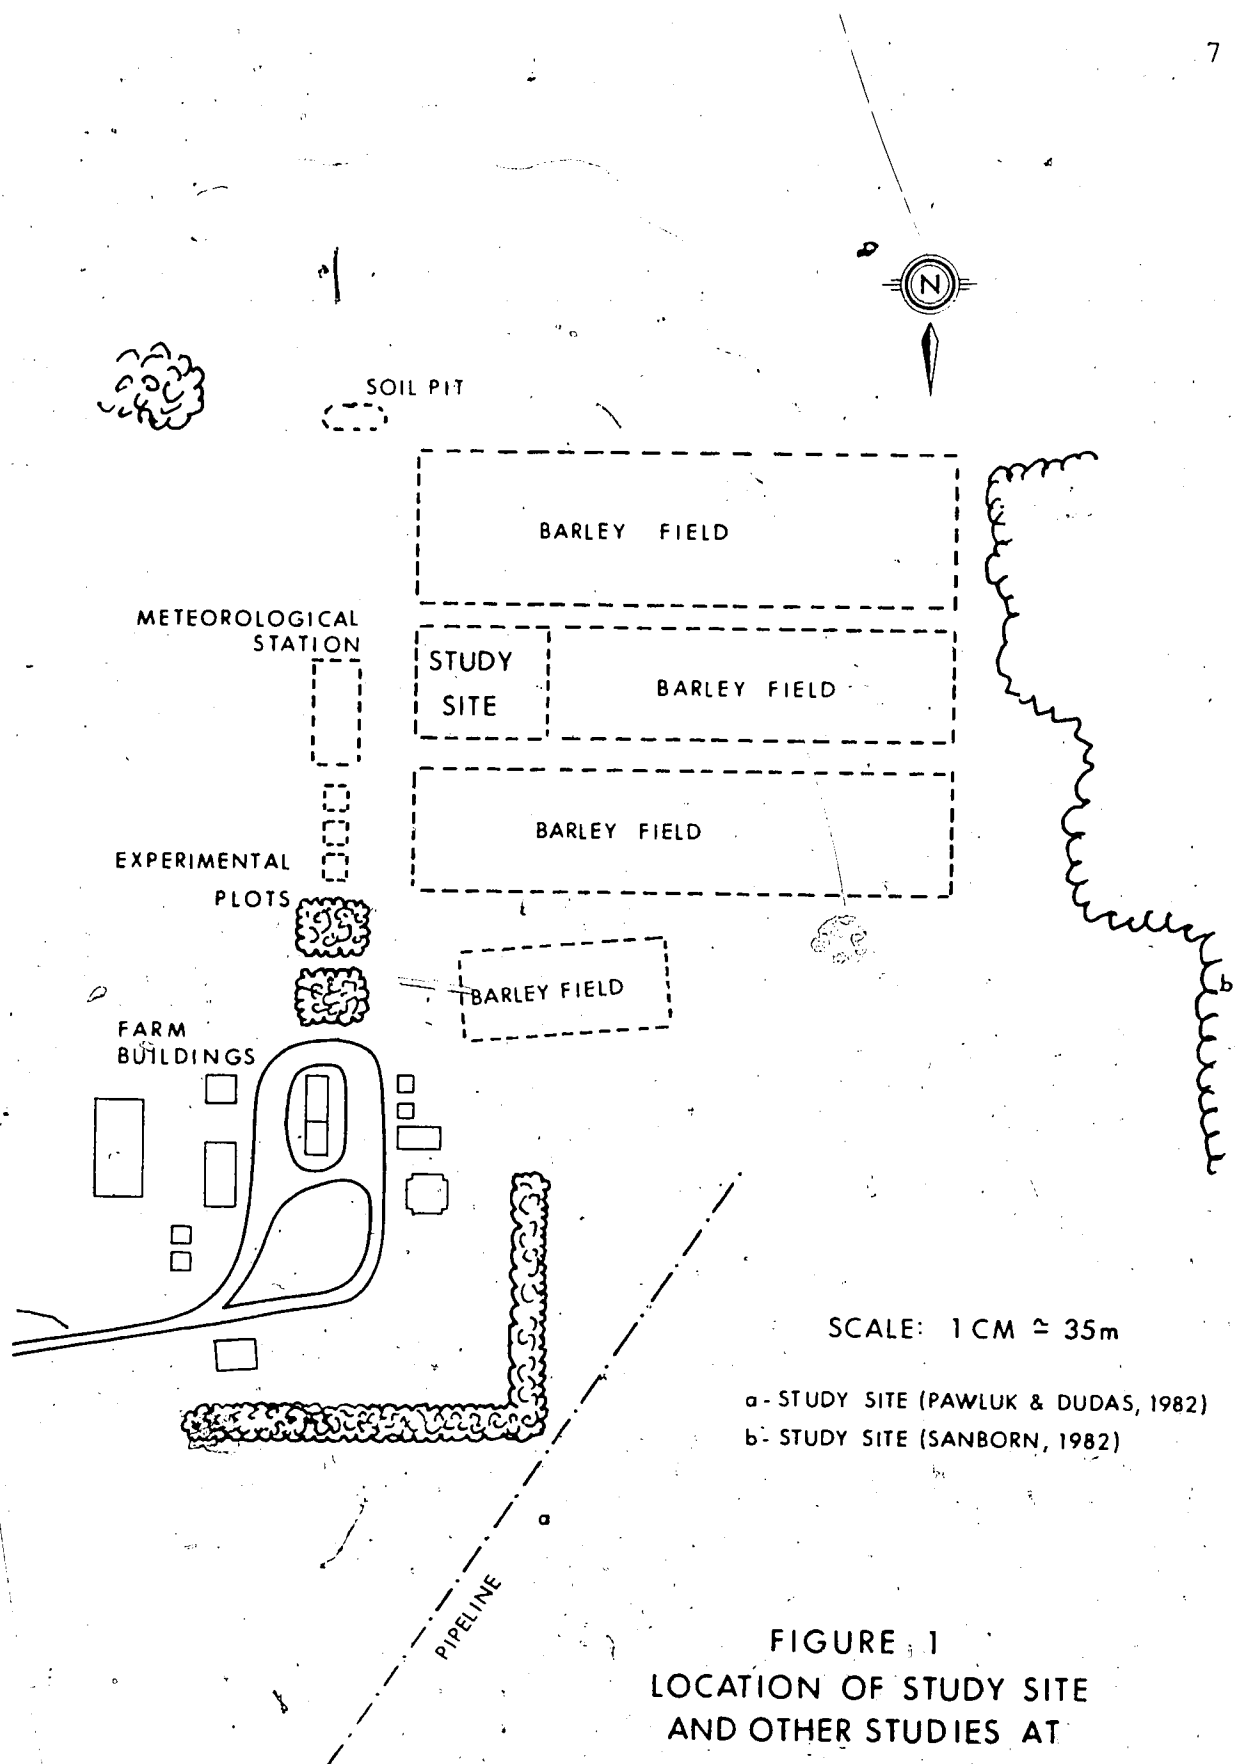 7
N
SOIL PIT
BARLEY FIELD
METEOROLOGICAL
STATION
STUDY
SITE
BARLEY FIELD
BARLEY FIELD
EXPERIMENTAL
PLOTS
BARLEY FIELD
b
FARM
BUILDINGS
SCALE: 1 CM ≃ 35m
a - STUDY SITE (PAWLUK & DUDAS, 1982)
b - STUDY SITE (SANBORN, 1982)
a
PIPELINE
FIGURE 1
LOCATION OF STUDY SITE
AND OTHER STUDIES AT